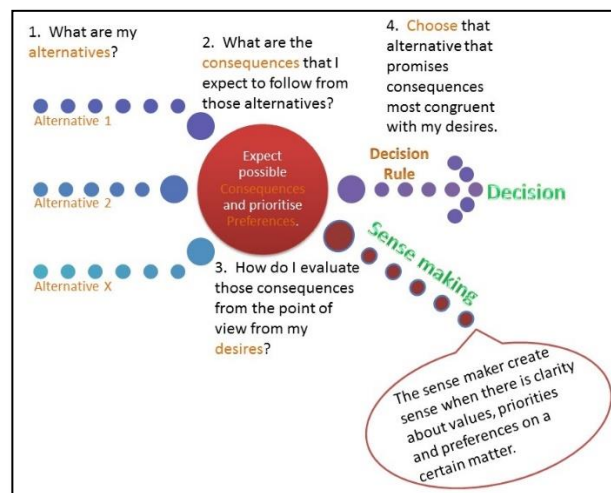 1. What are my
alternatives?
2. What are the
consequences that I
expect to follow from
those alternatives?
4. Choose that
alternative that
promises
consequences
most congruent
with my desires.
Alternative 1
Alternative 2
Alternative X
Expect
possible
Consequences
and prioritise
Preferences.
Decision
Rule
Decision
Sense making
3. How do I evaluate
those consequences
from the point of
view from my
desires?
The sense maker create
sense when there is clarity
about values, priorities
and preferences on a
certain matter.